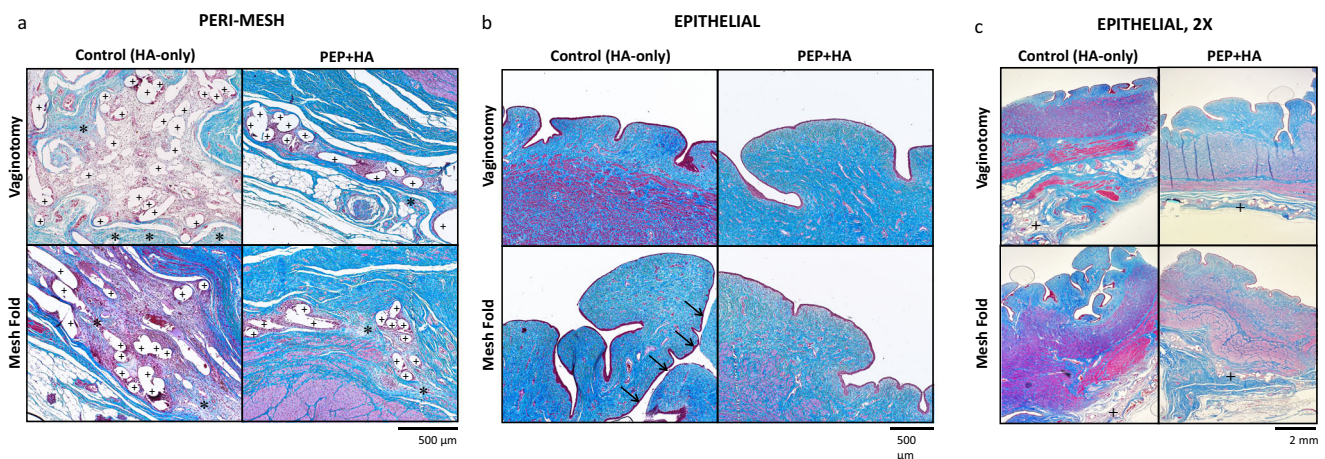 a
PERI-MESH
Control (HA-only)
PEP+HA
Vaginotomy
Mesh Fold
500 µm
b
EPITHELIAL
Control (HA-only)
PEP+HA
Vaginotomy
Mesh Fold
500
µm
c
EPITHELIAL, 2X
Control (HA-only)
PEP+HA
Vaginotomy
Mesh Fold
2 mm